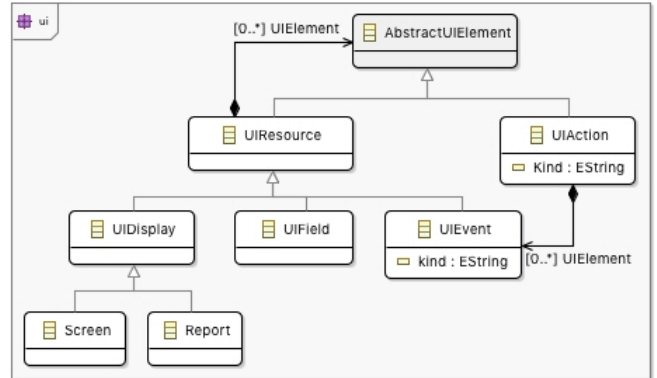 ui
[0..*] UIElement
AbstractUIElement
UIResource
UIAction
Kind : EString
UIDisplay
UIField
UIEvent
kind : EString
[0..*] UIElement
Screen
Report